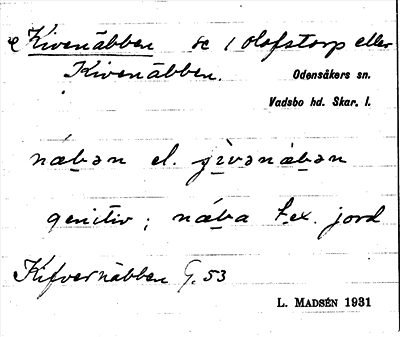 Kivenäbben sc / Olofstorp eller
Kivenäbben.
Odensåkers sn.
Vadsbo hd. Skar. l.
näbən el. jivənäbən
genitiv; näba t.ex. jord
Kifvernäbben G. 53
L. MADSÉN 1931